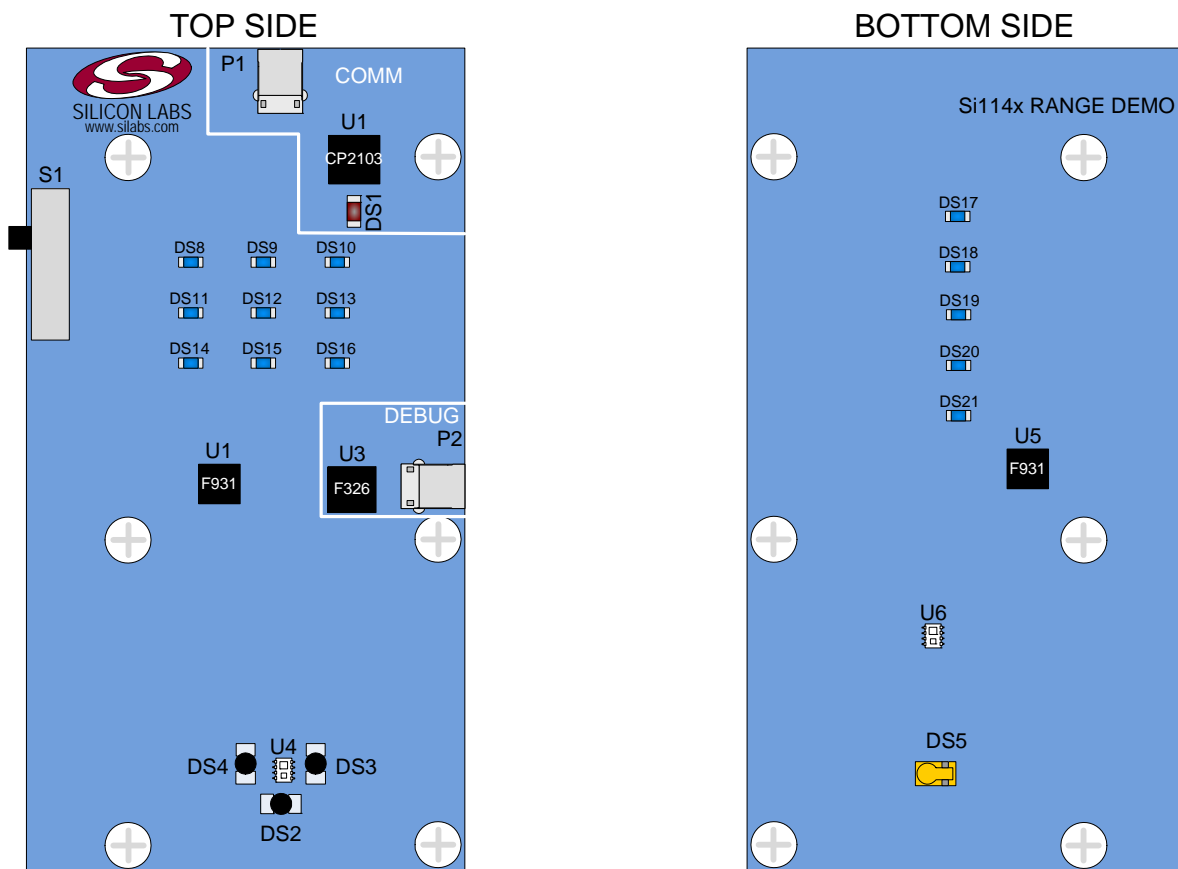 TOP SIDE
BOTTOM SIDE
SILICON LABS
www.silabs.com
P1
COMM
U1
CP2103
DS1
S1
DS8 DS9 DS10
DS11 DS12 DS13
DS14 DS15 DS16
DEBUG
P2
U1
F931
U3
F326
U4
DS4
DS3
DS2
Si114x RANGE DEMO
DS17
DS18
DS19
DS20
DS21
U5
F931
U6
DS5